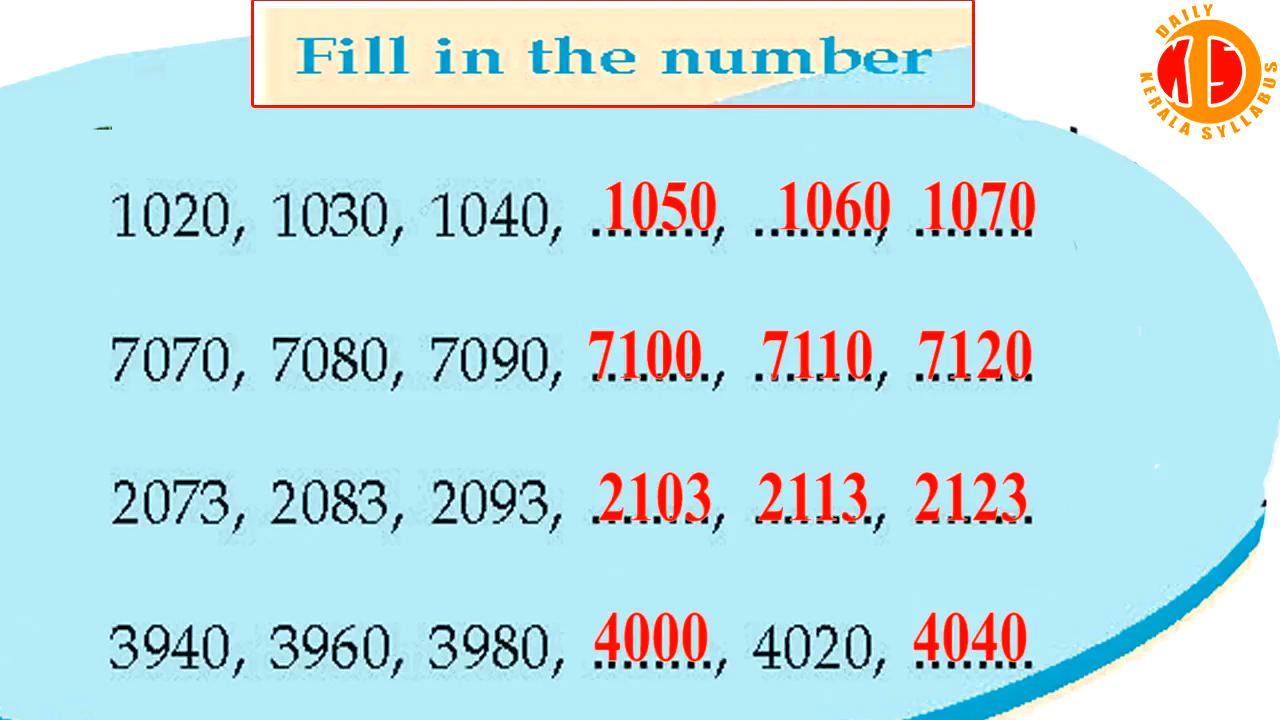 Fill in the number
DAILY
KERALA SYLLABUS
1020, 1030, 1040, 1050, 1060, 1070
7070, 7080, 7090, 7100, 7110, 7120
2073, 2083, 2093, 2103, 2113, 2123
3940, 3960, 3980, 4000, 4020, 4040